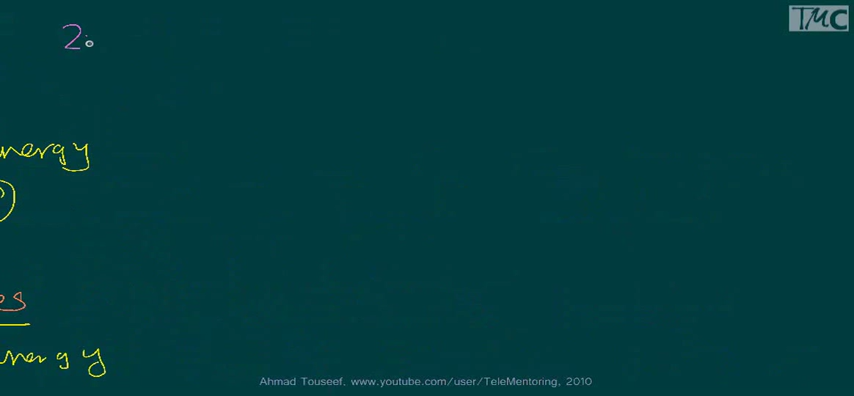 TMC
2
nergy
es
nergy
Ahmad Touseef, www.youtube.com/user/TeleMentoring, 2010